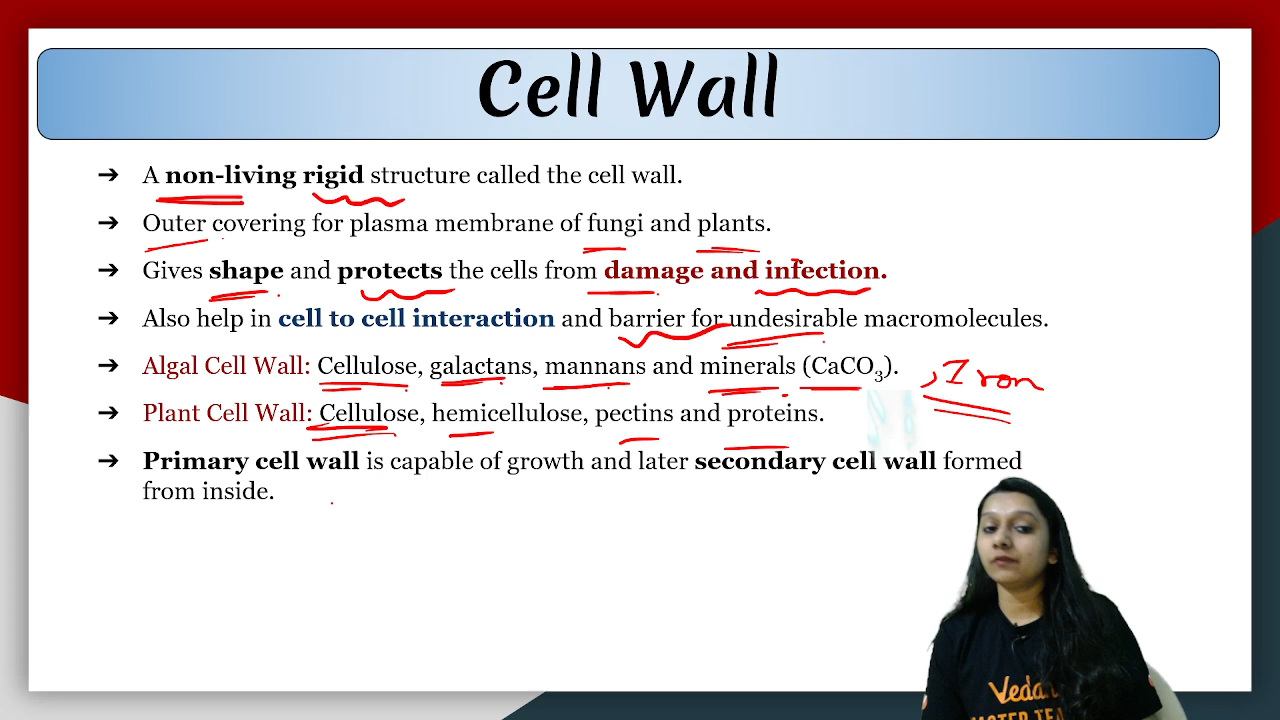 Cell Wall
➔ A non-living rigid structure called the cell wall.
➔ Outer covering for plasma membrane of fungi and plants.
➔ Gives shape and protects the cells from damage and infection.
➔ Also help in cell to cell interaction and barrier for undesirable macromolecules.
➔ Algal Cell Wall: Cellulose, galactans, mannans and minerals (CaCO₃). , Iron
➔ Plant Cell Wall: Cellulose, hemicellulose, pectins and proteins.
➔ Primary cell wall is capable of growth and later secondary cell wall formed
from inside.